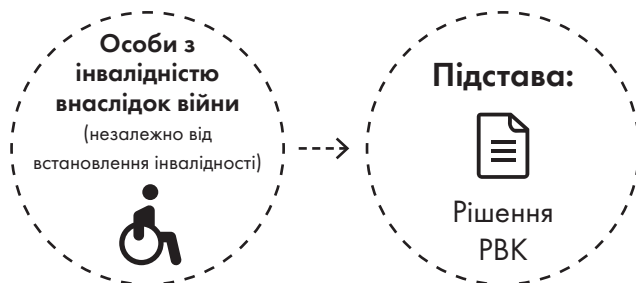 Особи з
інвалідністю
внаслідок війни
(незалежно від
встановлення інвалідності)
Підстава:
Рішення
РВК